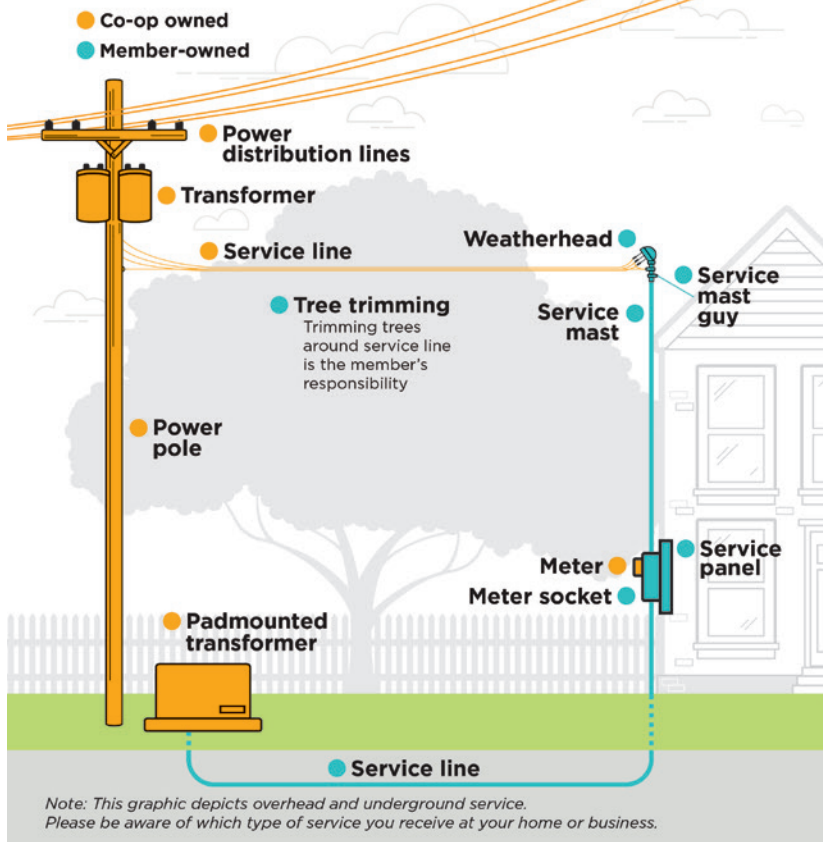 Co-op owned
Member-owned
Power
distribution lines
Transformer
Service line
Weatherhead
Service
mast
guy
Tree trimming
Trimming trees
around service line
is the member's
responsibility
Service
mast
Power
pole
Meter
Service
panel
Meter socket
Padmounted
transformer
Service line
Note: This graphic depicts overhead and underground service.
Please be aware of which type of service you receive at your home or business.